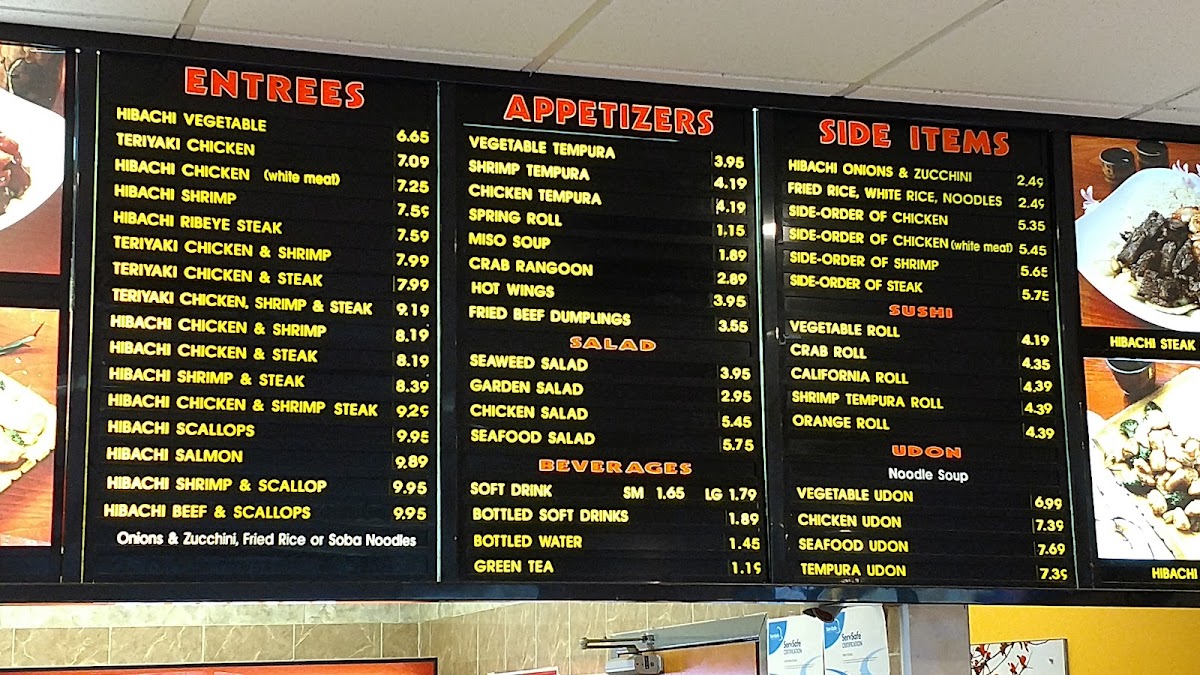 ENTREES
HIBACHI VEGETABLE 6.65
TERIYAKI CHICKEN 7.09
HIBACHI CHICKEN (white meat) 7.25
HIBACHI SHRIMP 7.59
HIBACHI RIBEYE STEAK 7.59
TERIYAKI CHICKEN & SHRIMP 7.99
TERIYAKI CHICKEN & STEAK 7.99
TERIYAKI CHICKEN, SHRIMP & STEAK 9.19
HIBACHI CHICKEN & SHRIMP 8.19
HIBACHI CHICKEN & STEAK 8.19
HIBACHI SHRIMP & STEAK 8.39
HIBACHI CHICKEN & SHRIMP STEAK 9.29
HIBACHI SCALLOPS 9.95
HIBACHI SALMON 9.89
HIBACHI SHRIMP & SCALLOP 9.95
HIBACHI BEEF & SCALLOPS 9.95
Onions & Zucchini, Fried Rice or Soba Noodles
APPETIZERS
VEGETABLE TEMPURA 3.95
SHRIMP TEMPURA 4.19
CHICKEN TEMPURA 4.19
SPRING ROLL 1.15
MISO SOUP 1.89
CRAB RANGOON 2.89
HOT WINGS 3.95
FRIED BEEF DUMPLINGS 3.55
SALAD
SEAWEED SALAD 3.95
GARDEN SALAD 2.95
CHICKEN SALAD 5.45
SEAFOOD SALAD 5.75
BEVERAGES
SOFT DRINK SM 1.65 LG 1.79
BOTTLED SOFT DRINKS 1.89
BOTTLED WATER 1.45
GREEN TEA 1.19
SIDE ITEMS
HIBACHI ONIONS & ZUCCHINI 2.49
FRIED RICE, WHITE RICE, NOODLES 2.49
SIDE-ORDER OF CHICKEN 5.35
SIDE-ORDER OF CHICKEN (white meat) 5.45
SIDE-ORDER OF SHRIMP 5.65
SIDE-ORDER OF STEAK 5.75
SUSHI
VEGETABLE ROLL 4.19
CRAB ROLL 4.35
CALIFORNIA ROLL 4.39
SHRIMP TEMPURA ROLL 4.39
ORANGE ROLL 4.39
UDON
Noodle Soup
VEGETABLE UDON 6.99
CHICKEN UDON 7.39
SEAFOOD UDON 7.69
TEMPURA UDON 7.39
HIBACHI STEAK
HIBACHI
ServSafe
CERTIFICATION
ServSafe
CERTIFICATION